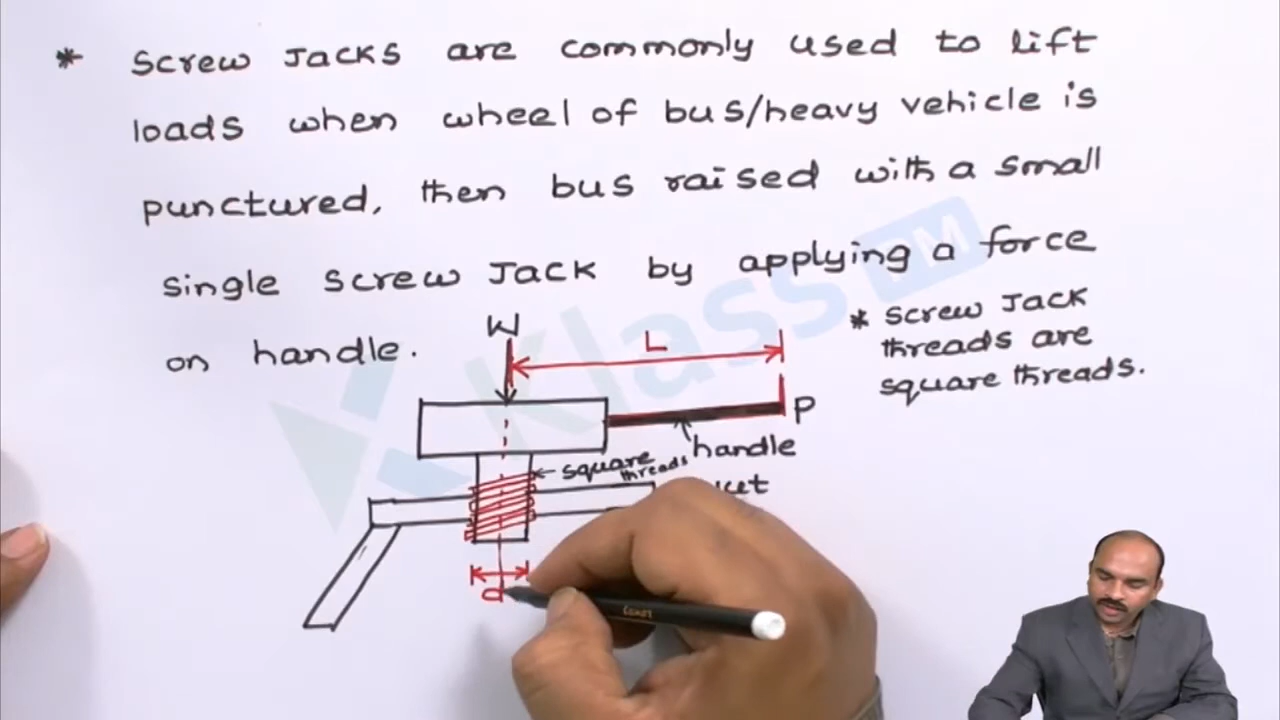 * Screw Jacks are commonly used to lift
loads when wheel of bus/heavy vehicle is
punctured, then bus raised with a small
single screw Jack by applying a force
on handle.
* Screw Jack
threads are
square threads.
W
L
P
handle
square
threads
d
Klass PM